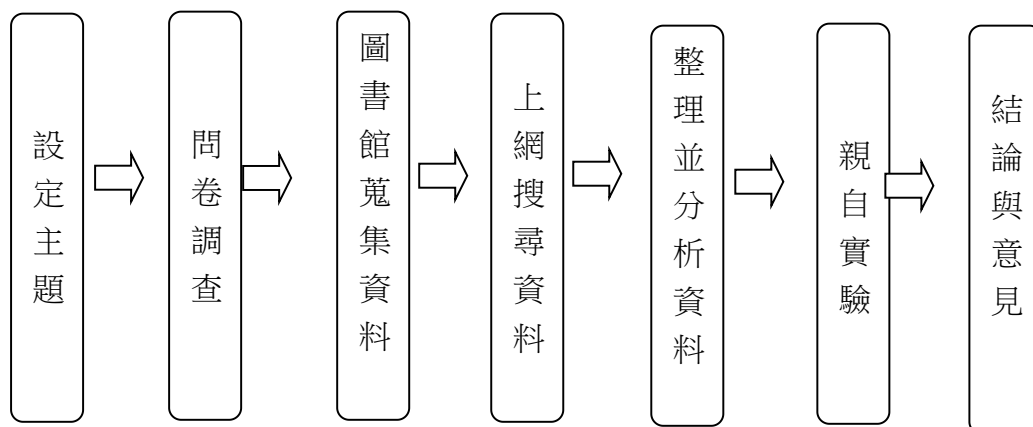 設定主題
問卷調查
圖書館蒐集資料
上網搜尋資料
整理並分析資料
親自實驗
結論與意見